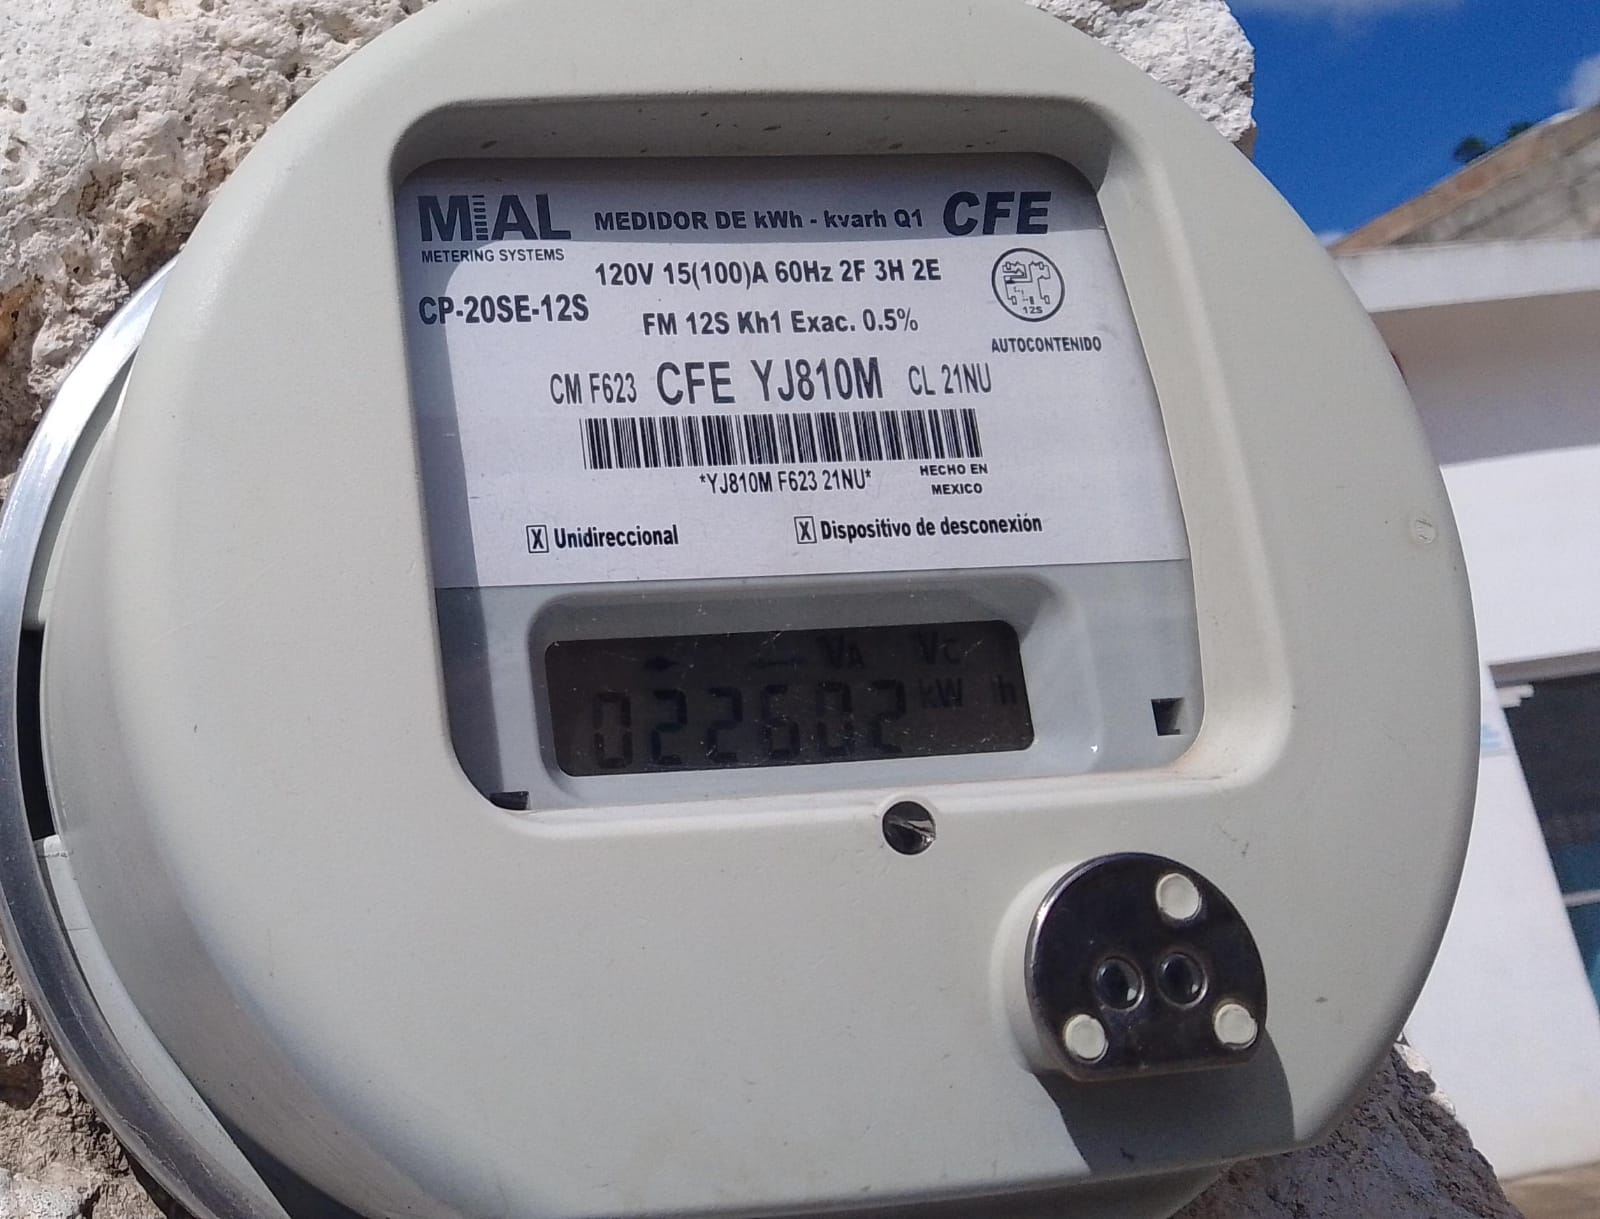 MIAL MEDIDOR DE kWh - kvarh Q1 CFE
METERING SYSTEMS
120V 15(100)A 60Hz 2F 3H 2E
CP-20SE-12S
FM 12S Kh1 Exac. 0.5%
12S
AUTOCONTENIDO
CM F623 CFE YJ810M CL 21NU
*YJ810M F623 21NU*
HECHO EN
MEXICO
X Unidireccional
X Dispositivo de desconexión
VA VC
022602 kW h